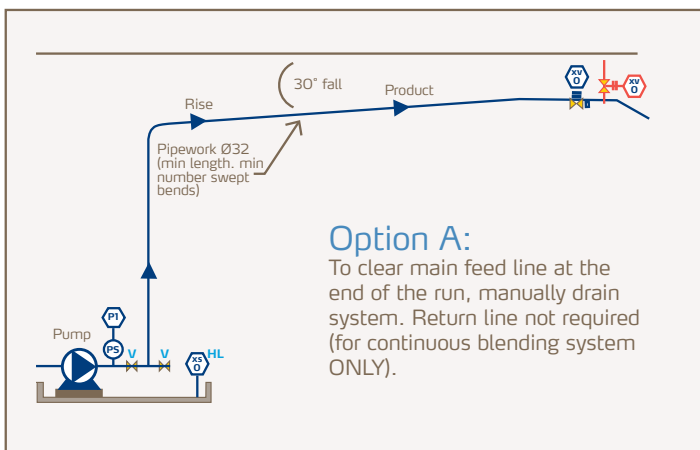 30° fall
Product
Rise
xv
O
xv
O
Pipework Ø32
(min length. min
number swept
bends)
Option A:
To clear main feed line at the
end of the run, manually drain
system. Return line not required
(for continuous blending system
ONLY).
P1
Pump
PS
V
V
xs
O
HL